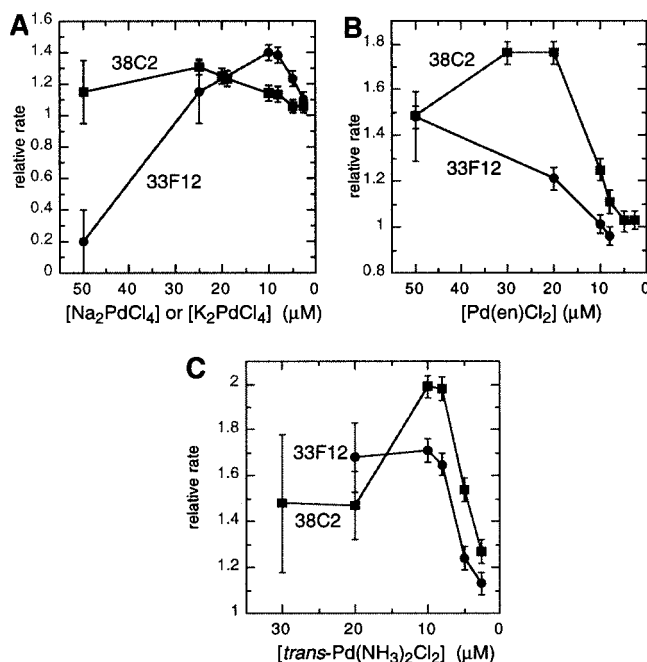 A
1.6
1.4
1.2
1
0.8
0.6
0.4
0.2
0
relative rate
38C2
33F12
50 40 30 20 10 0
[Na₂PdCl₄] or [K₂PdCl₄] (μM)
B
1.8
1.6
1.4
1.2
1
0.8
relative rate
38C2
33F12
50 40 30 20 10 0
[Pd(en)Cl₂] (μM)
C
2
1.8
1.6
1.4
1.2
1
relative rate
33F12
38C2
30 20 10 0
[trans-Pd(NH₃)₂Cl₂] (μM)